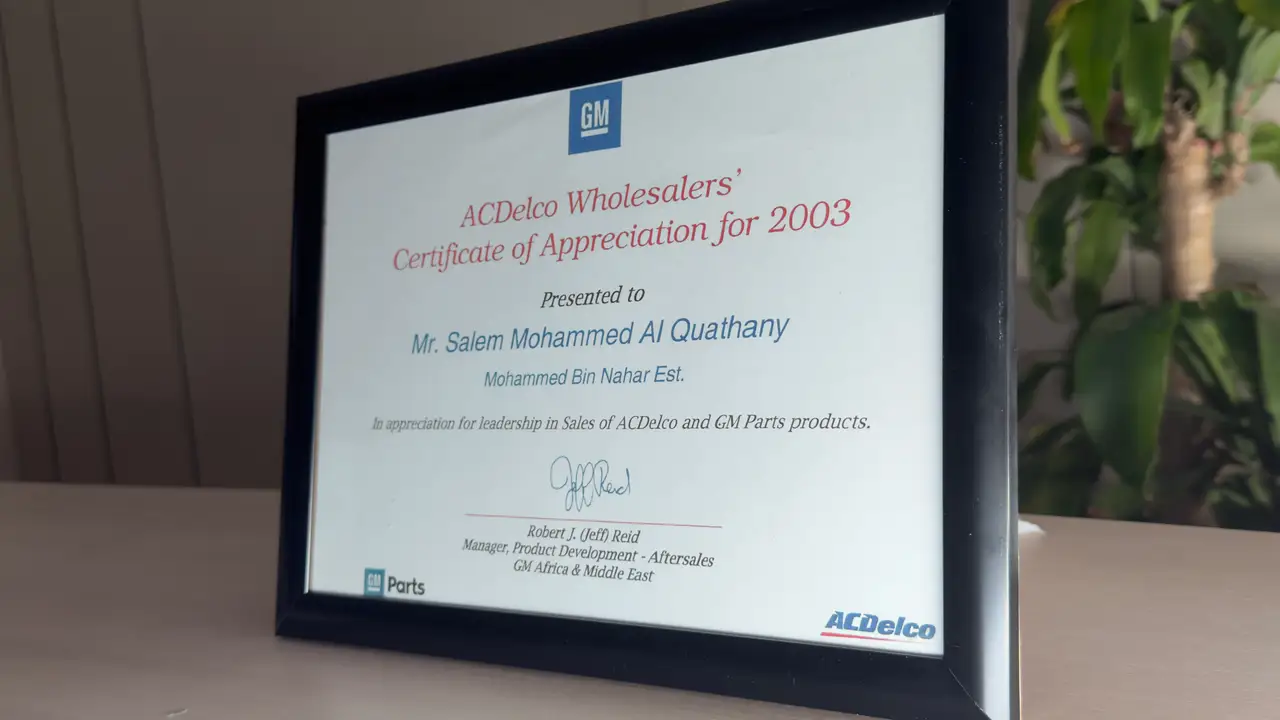 GM
ACDelco Wholesalers’
Certificate of Appreciation for 2003
Presented to
Mr. Salem Mohammed Al Quathany
Mohammed Bin Nahar Est.
In appreciation for leadership in Sales of ACDelco and GM Parts products.
Jeff Reid
Robert J. (Jeff) Reid
Manager, Product Development - Aftersales
GM Africa & Middle East
GM Parts
ACDelco